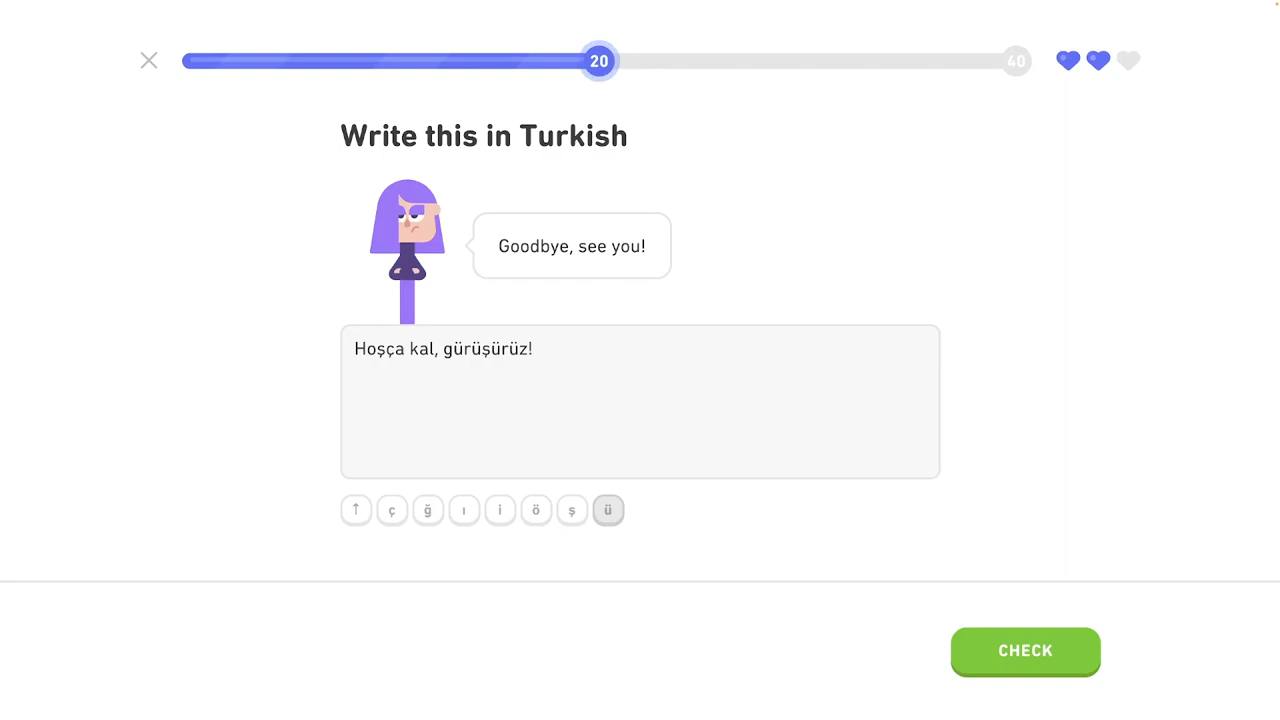 20
40
Write this in Turkish
Goodbye, see you!
Hoşça kal, gürüşürüz!
↑ ç ğ ı i ö ş ü
CHECK